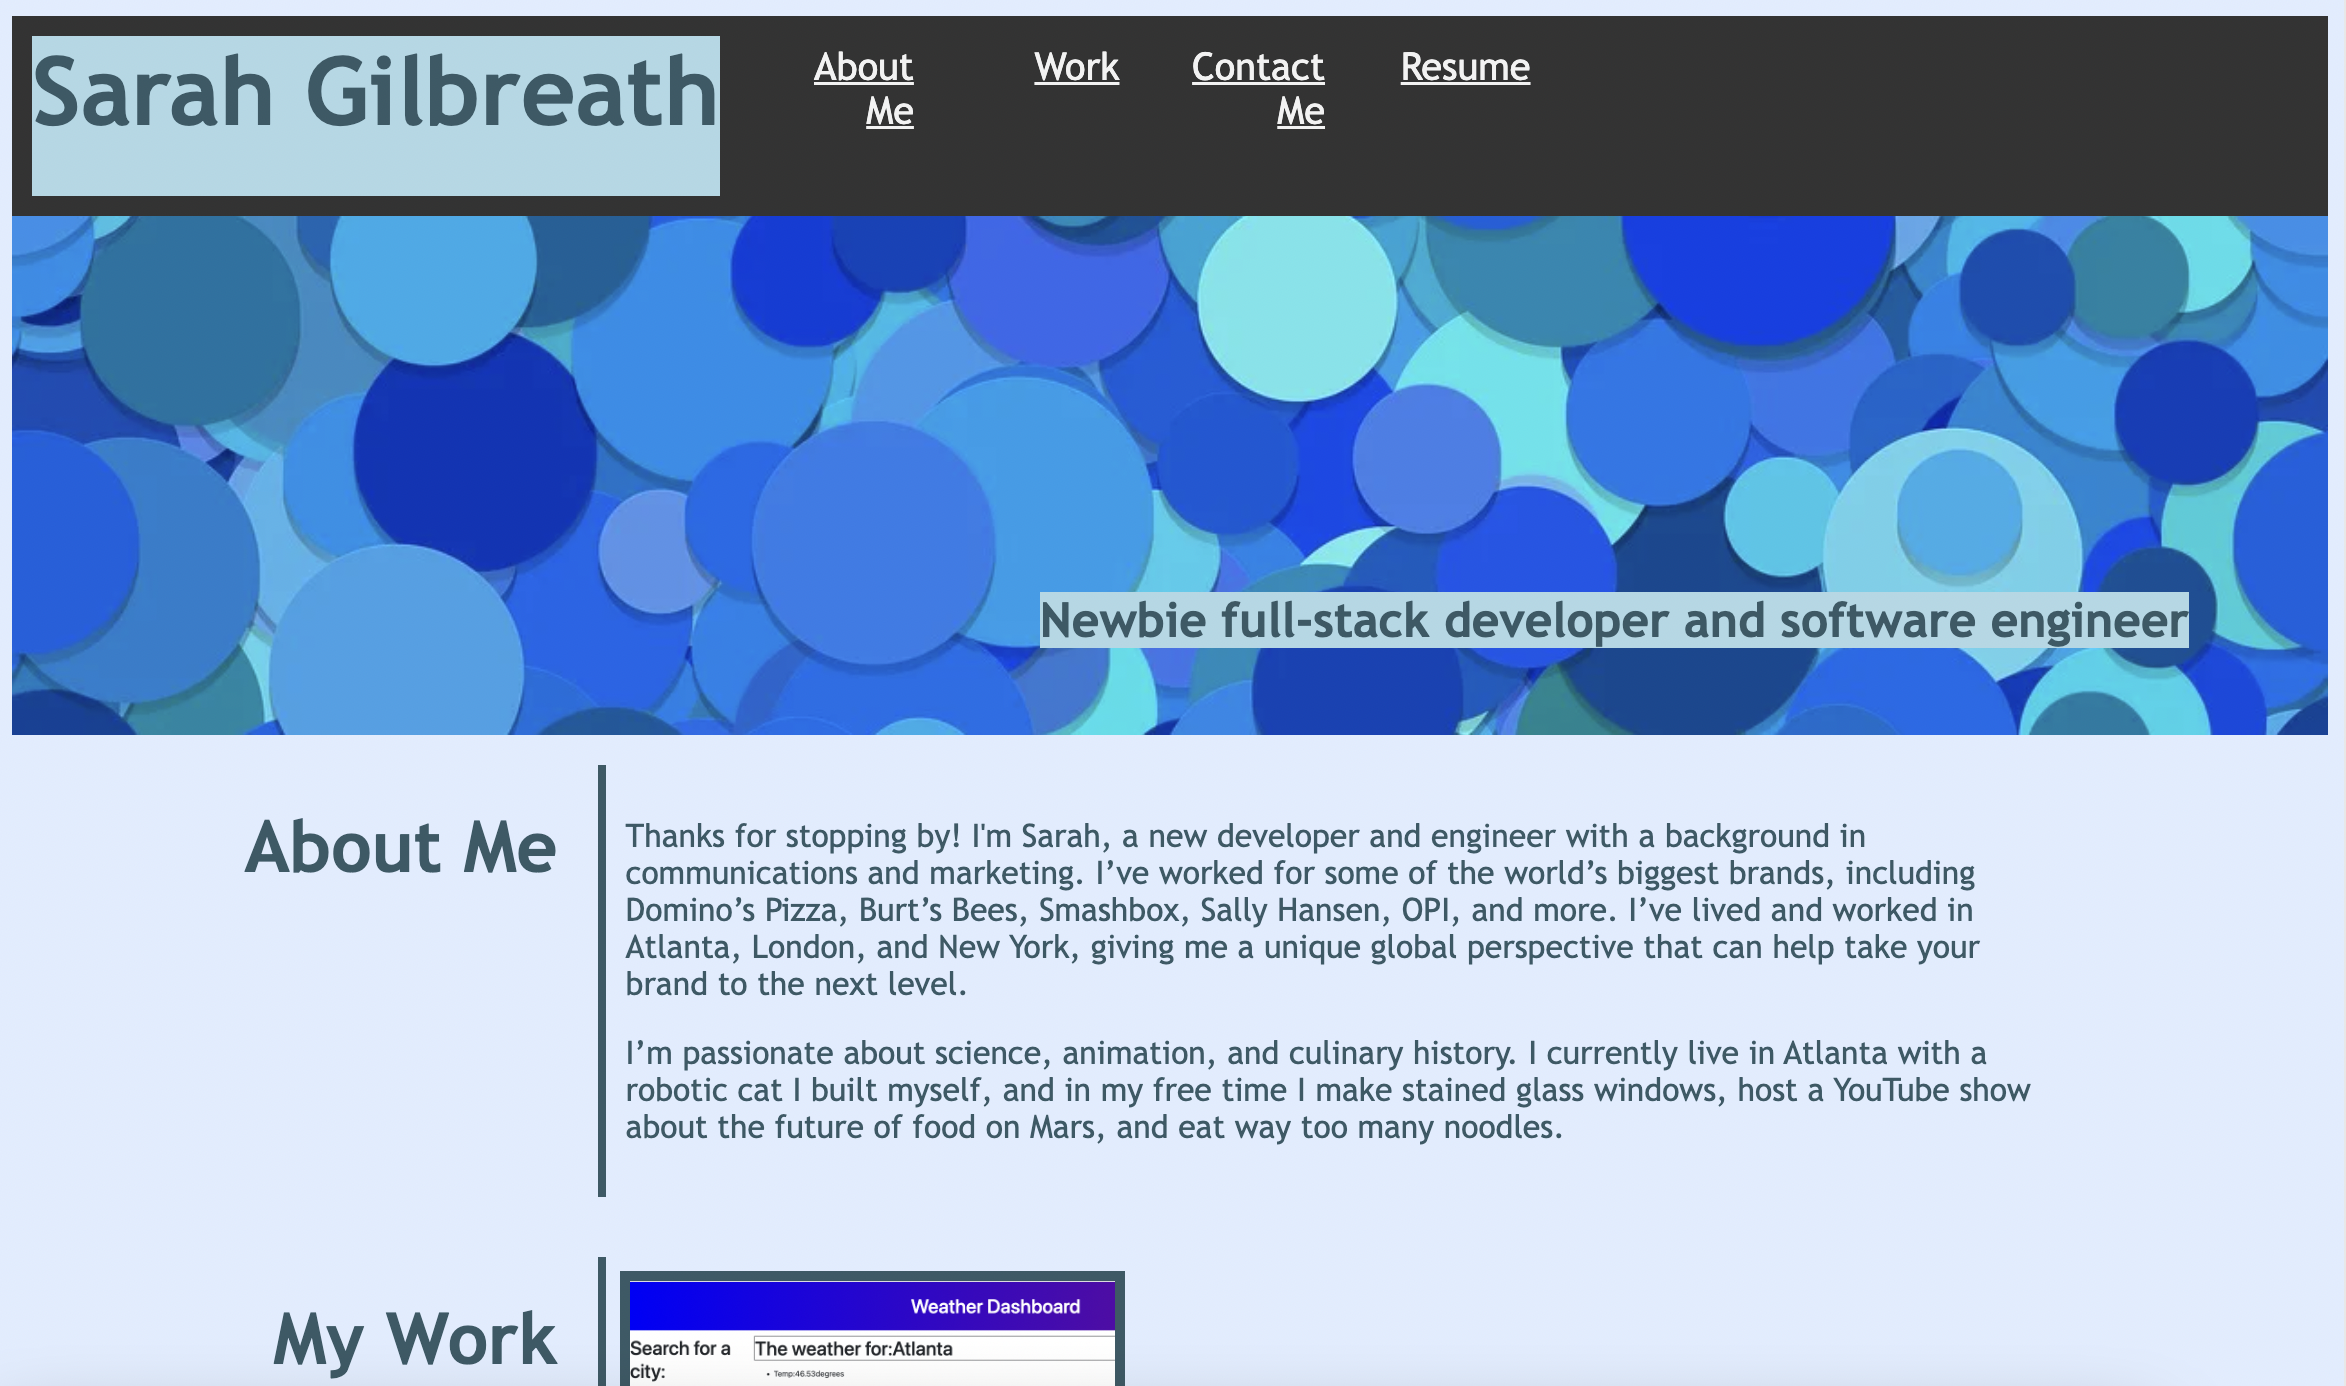 Sarah Gilbreath
About
Me
Work
Contact
Me
Resume
Newbie full-stack developer and software engineer
About Me
Thanks for stopping by! I'm Sarah, a new developer and engineer with a background in
communications and marketing. I’ve worked for some of the world’s biggest brands, including
Domino’s Pizza, Burt’s Bees, Smashbox, Sally Hansen, OPI, and more. I’ve lived and worked in
Atlanta, London, and New York, giving me a unique global perspective that can help take your
brand to the next level.
I’m passionate about science, animation, and culinary history. I currently live in Atlanta with a
robotic cat I built myself, and in my free time I make stained glass windows, host a YouTube show
about the future of food on Mars, and eat way too many noodles.
My Work
Weather Dashboard
Search for a
city:
The weather for:Atlanta
• Temp:46.53degrees